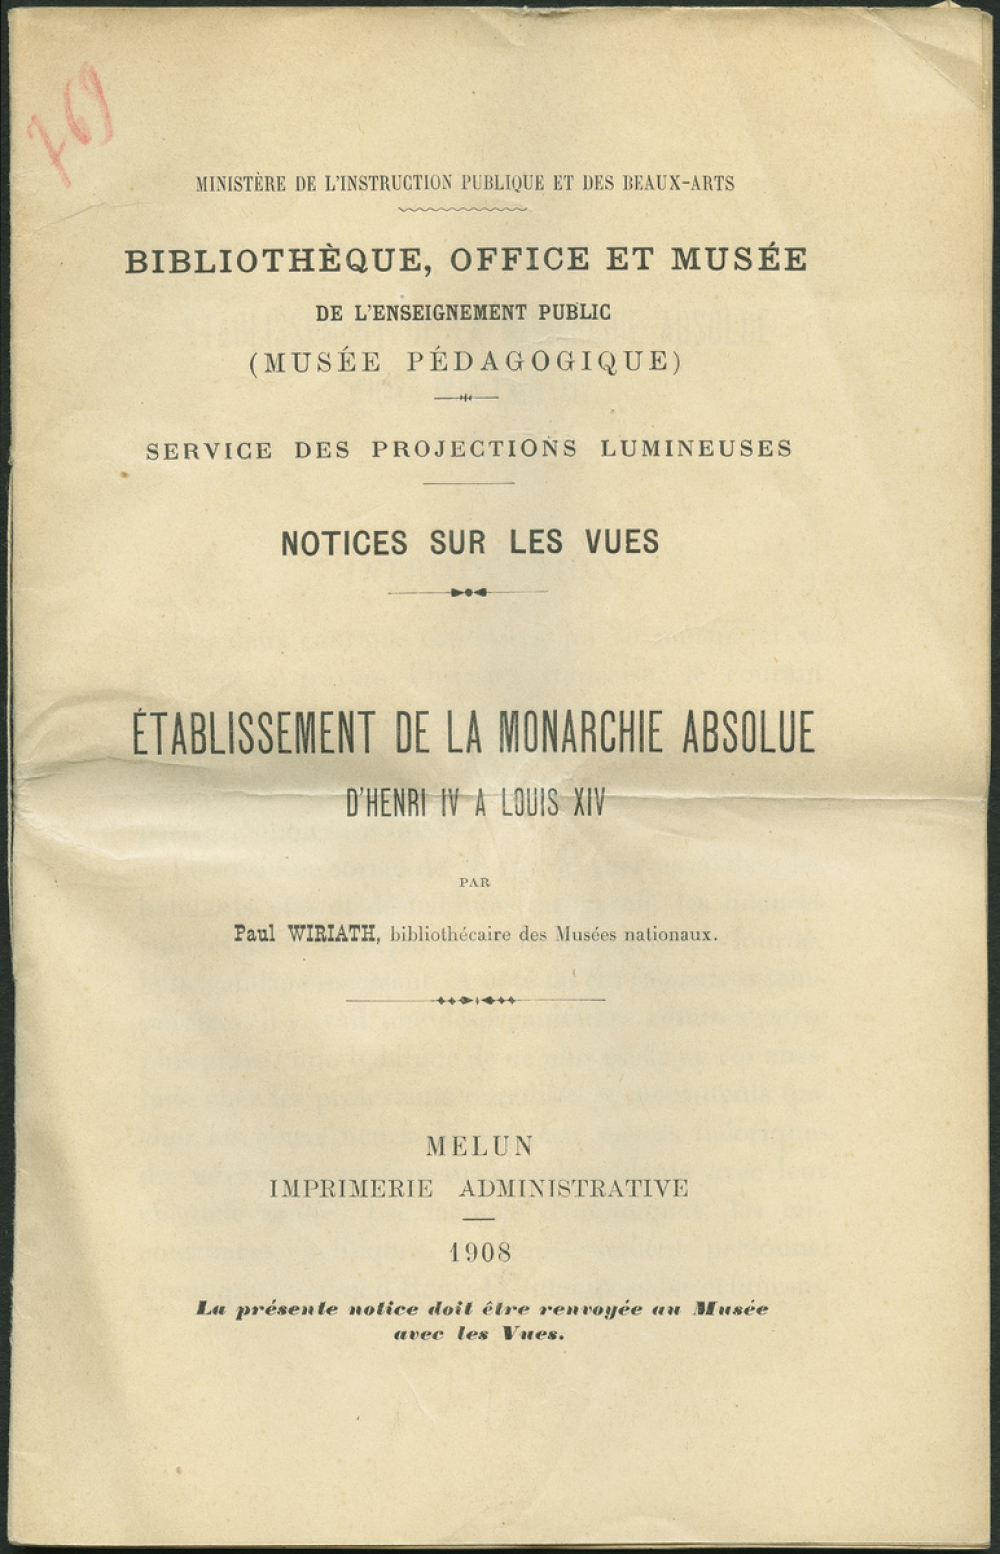 769
MINISTÈRE DE L'INSTRUCTION PUBLIQUE ET DES BEAUX-ARTS
BIBLIOTHÈQUE, OFFICE ET MUSÉE
DE L'ENSEIGNEMENT PUBLIC
(MUSÉE PÉDAGOGIQUE)
SERVICE DES PROJECTIONS LUMINEUSES
NOTICES SUR LES VUES
ÉTABLISSEMENT DE LA MONARCHIE ABSOLUE
D'HENRI IV A LOUIS XIV
PAR
Paul WIRIATH, bibliothécaire des Musées nationaux.
MELUN
IMPRIMERIE ADMINISTRATIVE
1908
La présente notice doit être renvoyée au Musée
avec les Vues.